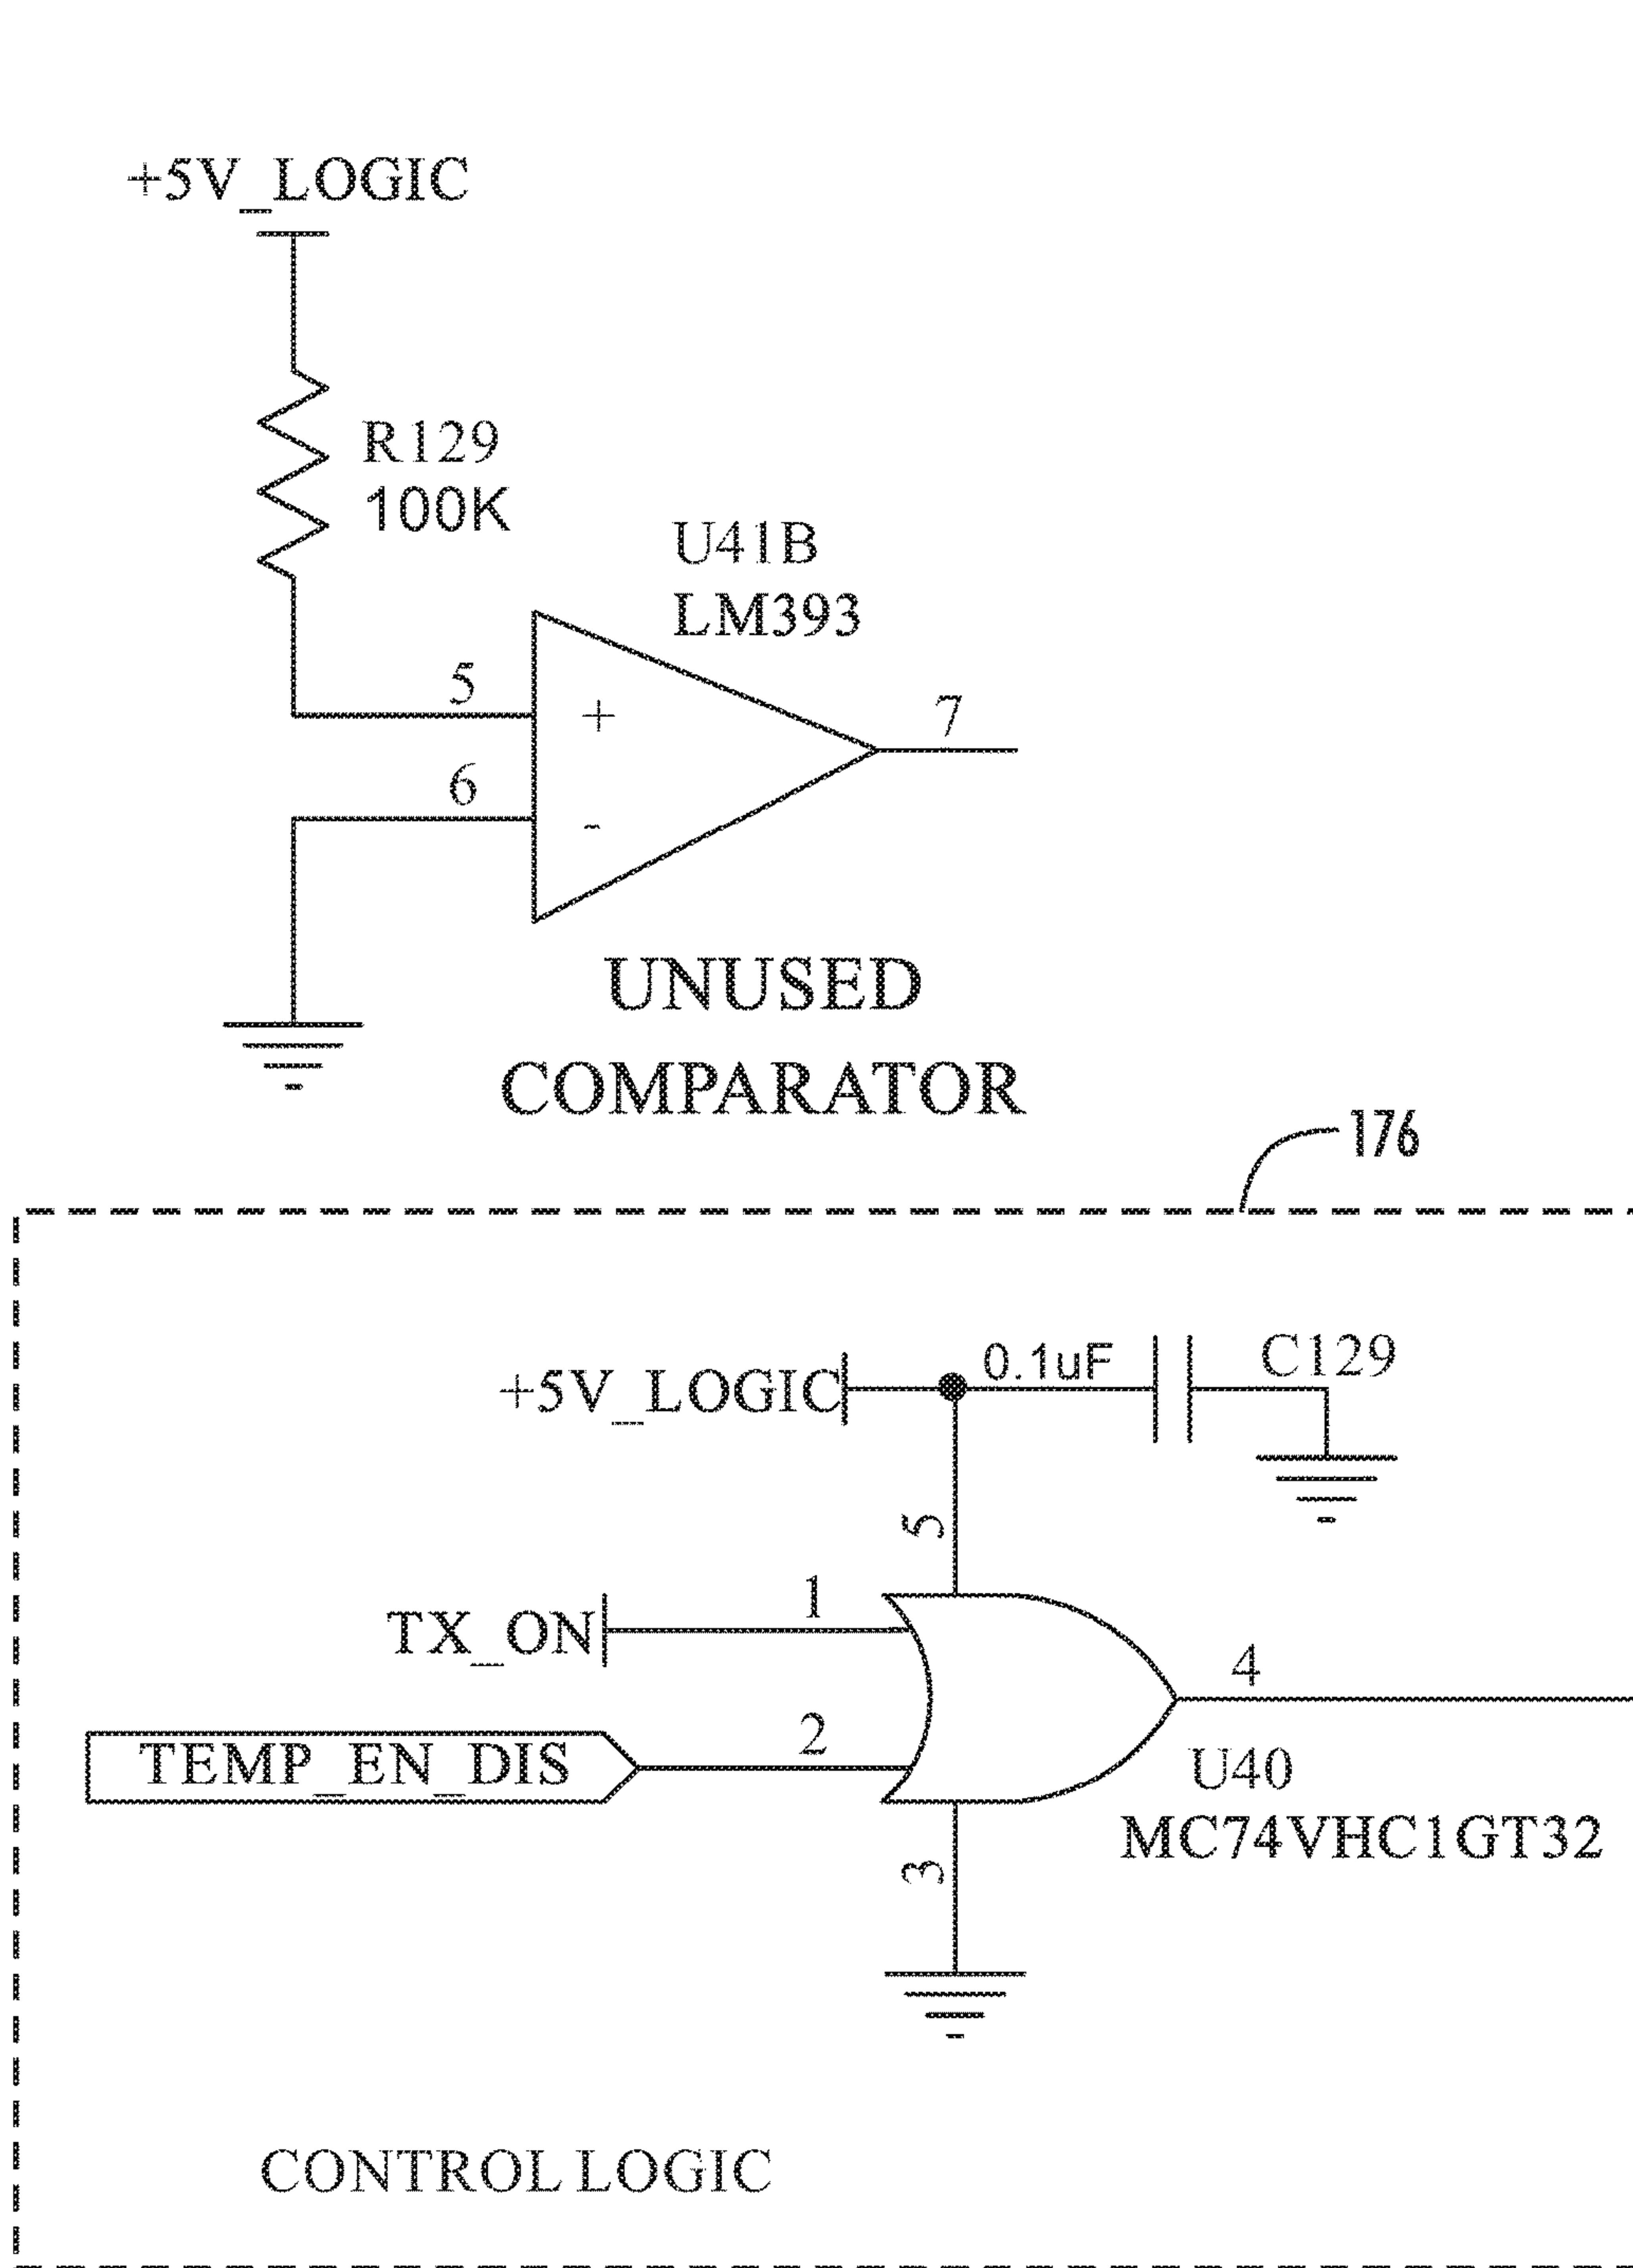 +5V_LOGIC
R129
100K
U41B
LM393
5
+
7
6
-
UNUSED
COMPARATOR
176
+5V_LOGIC
0.1uF
C129
5
TX_ON
1
4
TEMP_EN_DIS
2
U40
MC74VHC1GT32
3
CONTROL LOGIC